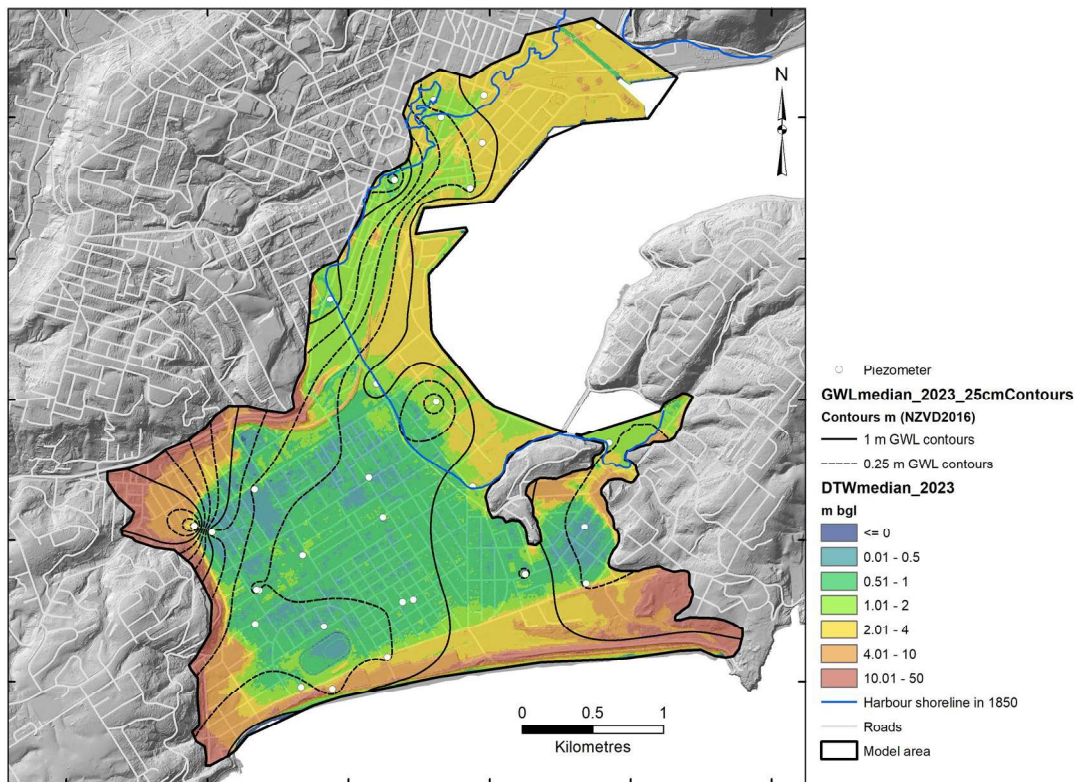 N
Piezometer
GWLmedian_2023_25cmContours
Contours m (NZVD2016)
1 m GWL contours
0.25 m GWL contours
DTWmedian_2023
m bgl
<= 0
0.01 - 0.5
0.51 - 1
1.01 - 2
2.01 - 4
4.01 - 10
10.01 - 50
Harbour shoreline in 1850
Roads
Model area
0 0.5 1
Kilometres